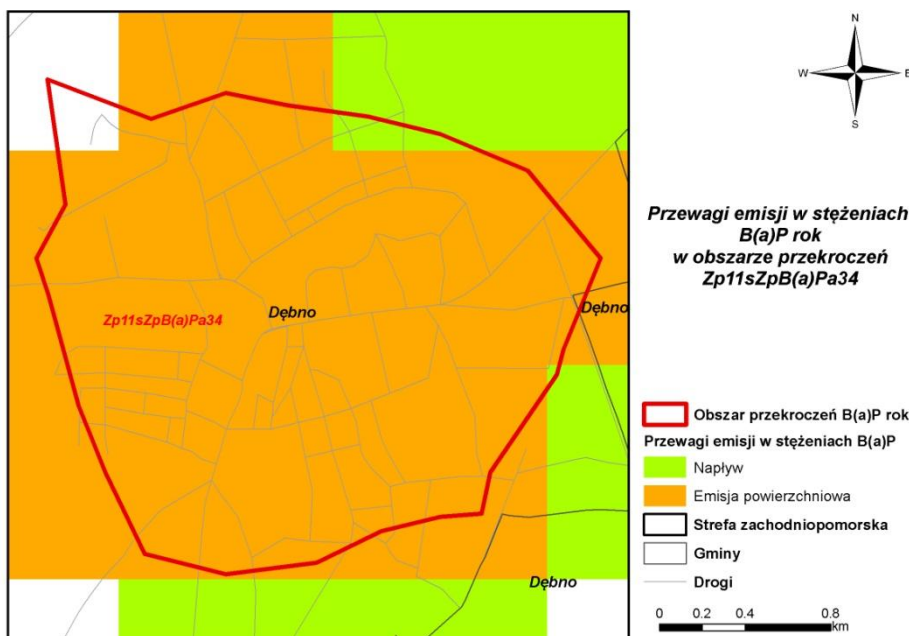 N
W E
S
Przewagi emisji w stężeniach
B(a)P rok
w obszarze przekroczeń
Zp11sZpB(a)Pa34
Dębno
Dębno
Zp11sZpB(a)Pa34
Dębno
Obszar przekroczeń B(a)P rok
Przewagi emisji w stężeniach B(a)P
Napływ
Emisja powierzchniowa
Strefa zachodniopomorska
Gminy
Drogi
0 0.2 0.4 0.8
km